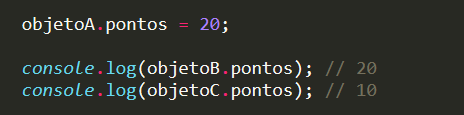 objetoA.pontos = 20;
console.log(objetoB.pontos); // 20
console.log(objetoC.pontos); // 10